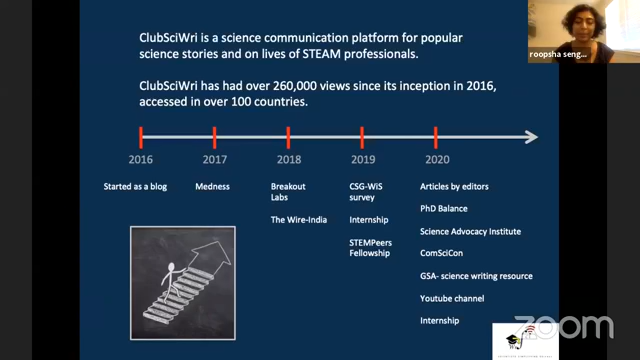 ClubSciWri is a science communication platform for popular
science stories and on lives of STEAM professionals.
ClubSciWri has had over 260,000 views since its inception in 2016,
accessed in over 100 countries.
roopsha seng...
2016
2017
2018
2019
2020
Started as a blog
Medness
Breakout
Labs
The Wire-India
CSG-WiS
survey
Internship
STEMPeers
Fellowship
Articles by editors
PhD Balance
Science Advocacy Institute
ComSciCon
GSA- science writing resource
Youtube channel
Internship
zoom